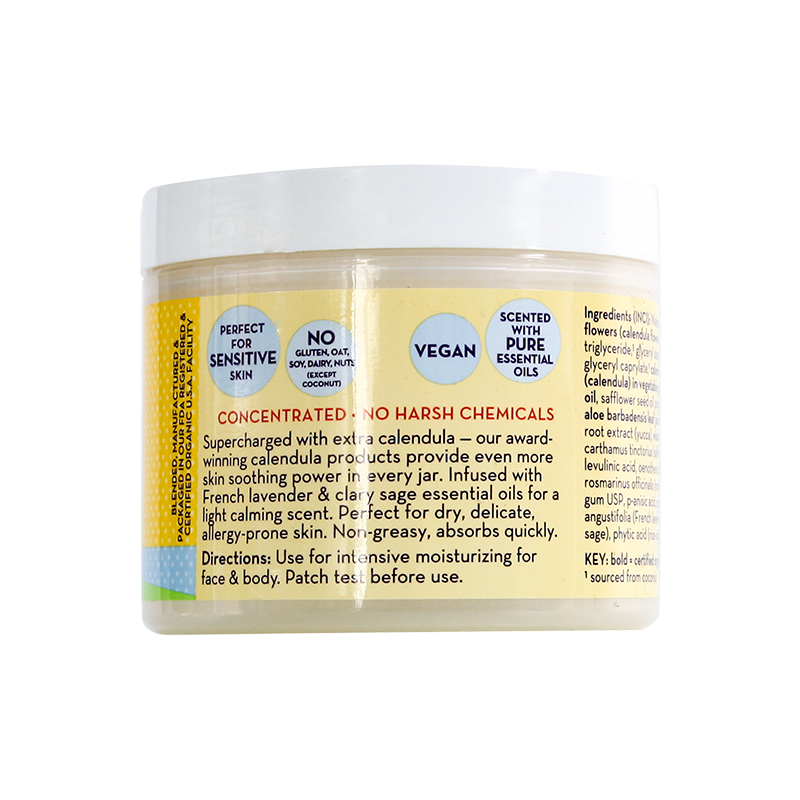 BLENDED, MANUFACTURED &
PACKAGED IN OUR FDA REGISTERED &
CERTIFIED ORGANIC U.S.A. FACILITY
PERFECT
FOR
SENSITIVE
SKIN
NO
GLUTEN, OAT,
SOY, DAIRY, NUTS
(EXCEPT
COCONUT)
VEGAN
SCENTED
WITH
PURE
ESSENTIAL
OILS
CONCENTRATED · NO HARSH CHEMICALS
Supercharged with extra calendula — our award-
winning calendula products provide even more
skin soothing power in every jar. Infused with
French lavender & clary sage essential oils for a
light calming scent. Perfect for dry, delicate,
allergy-prone skin. Non-greasy, absorbs quickly.
Directions: Use for intensive moisturizing for
face & body. Patch test before use.
Ingredients (INCI):
flowers (calendula
triglyceride,¹ glyceryl
glyceryl caprylate,¹
(calendula) in
oil, safflower seed oil
aloe barbadensis leaf
root extract (yucca),
carthamus tinctorius
levulinic acid,
rosmarinus officinalis
gum USP, p-anisic
angustifolia (French
sage), phytic acid
KEY: bold = certified
¹ sourced from coconut